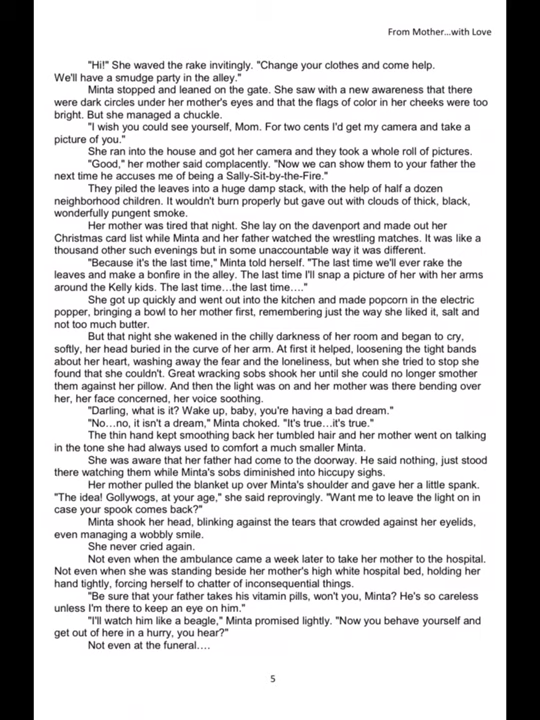 From Mother…with Love
"Hi!" She waved the rake invitingly. "Change your clothes and come help.
We'll have a smudge party in the alley."
Minta stopped and leaned on the gate. She saw with a new awareness that there
were dark circles under her mother's eyes and that the flags of color in her cheeks were too
bright. But she managed a chuckle.
"I wish you could see yourself, Mom. For two cents I'd get my camera and take a
picture of you."
She ran into the house and got her camera and they took a whole roll of pictures.
"Good," her mother said complacently. "Now we can show them to your father the
next time he accuses me of being a Sally-Sit-by-the-Fire."
They piled the leaves into a huge damp stack, with the help of half a dozen
neighborhood children. It wouldn't burn properly but gave out with clouds of thick, black,
wonderfully pungent smoke.
Her mother was tired that night. She lay on the davenport and made out her
Christmas card list while Minta and her father watched the wrestling matches. It was like a
thousand other such evenings but in some unaccountable way it was different.
"Because it's the last time," Minta told herself. "The last time we'll ever rake the
leaves and make a bonfire in the alley. The last time I'll snap a picture of her with her arms
around the Kelly kids. The last time…the last time…."
She got up quickly and went out into the kitchen and made popcorn in the electric
popper, bringing a bowl to her mother first, remembering just the way she liked it, salt and
not too much butter.
But that night she wakened in the chilly darkness of her room and began to cry,
softly, her head buried in the curve of her arm. At first it helped, loosening the tight bands
about her heart, washing away the fear and the loneliness, but when she tried to stop she
found that she couldn't. Great wracking sobs shook her until she could no longer smother
them against her pillow. And then the light was on and her mother was there bending over
her, her face concerned, her voice soothing.
"Darling, what is it? Wake up, baby, you're having a bad dream."
"No…no, it isn't a dream," Minta choked. "It's true…it's true."
The thin hand kept smoothing back her tumbled hair and her mother went on talking
in the tone she had always used to comfort a much smaller Minta.
She was aware that her father had come to the doorway. He said nothing, just stood
there watching them while Minta's sobs diminished into hiccupy sighs.
Her mother pulled the blanket up over Minta's shoulder and gave her a little spank.
"The idea! Gollywogs, at your age," she said reprovingly. "Want me to leave the light on in
case your spook comes back?"
Minta shook her head, blinking against the tears that crowded against her eyelids,
even managing a wobbly smile.
She never cried again.
Not even when the ambulance came a week later to take her mother to the hospital.
Not even when she was standing beside her mother's high white hospital bed, holding her
hand tightly, forcing herself to chatter of inconsequential things.
"Be sure that your father takes his vitamin pills, won't you, Minta? He's so careless
unless I'm there to keep an eye on him."
"I'll watch him like a beagle," Minta promised lightly. "Now you behave yourself and
get out of here in a hurry, you hear?"
Not even at the funeral….
5